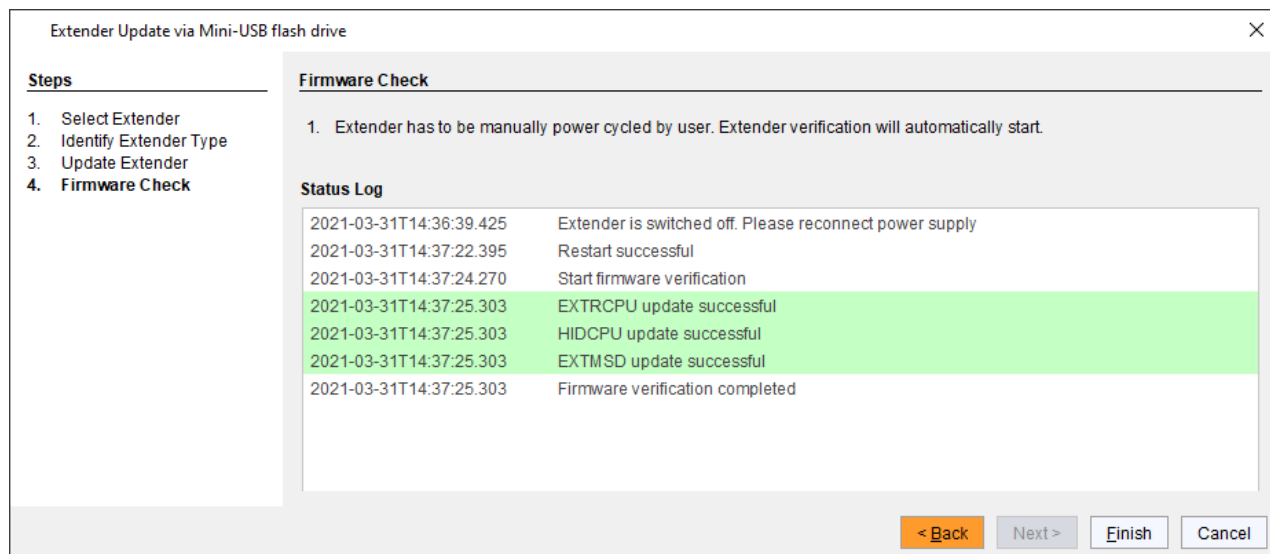 Extender Update via Mini-USB flash drive
Steps
1. Select Extender
2. Identify Extender Type
3. Update Extender
4. Firmware Check
Firmware Check
1. Extender has to be manually power cycled by user. Extender verification will automatically start.
Status Log
2021-03-31T14:36:39.425 Extender is switched off. Please reconnect power supply
2021-03-31T14:37:22.395 Restart successful
2021-03-31T14:37:24.270 Start firmware verification
2021-03-31T14:37:25.303 EXTRCPU update successful
2021-03-31T14:37:25.303 HIDCPU update successful
2021-03-31T14:37:25.303 EXTMSD update successful
2021-03-31T14:37:25.303 Firmware verification completed
< Back Next > Finish Cancel